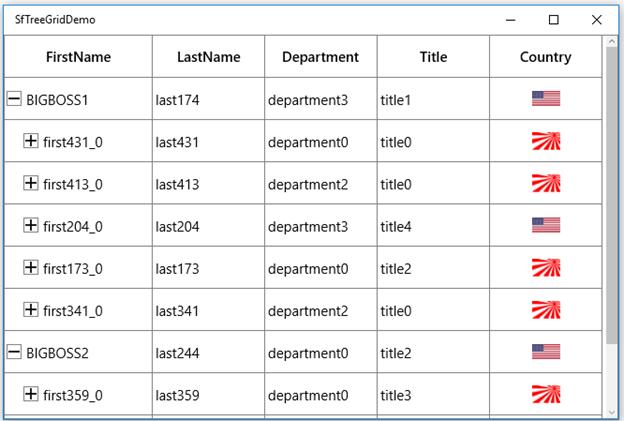 SfTreeGridDemo
FirstName LastName Department Title Country
BIGBOSS1 last174 department3 title1
first431_0 last431 department0 title0
first413_0 last413 department2 title0
first204_0 last204 department3 title4
first173_0 last173 department0 title2
first341_0 last341 department2 title0
BIGBOSS2 last244 department0 title2
first359_0 last359 department0 title3